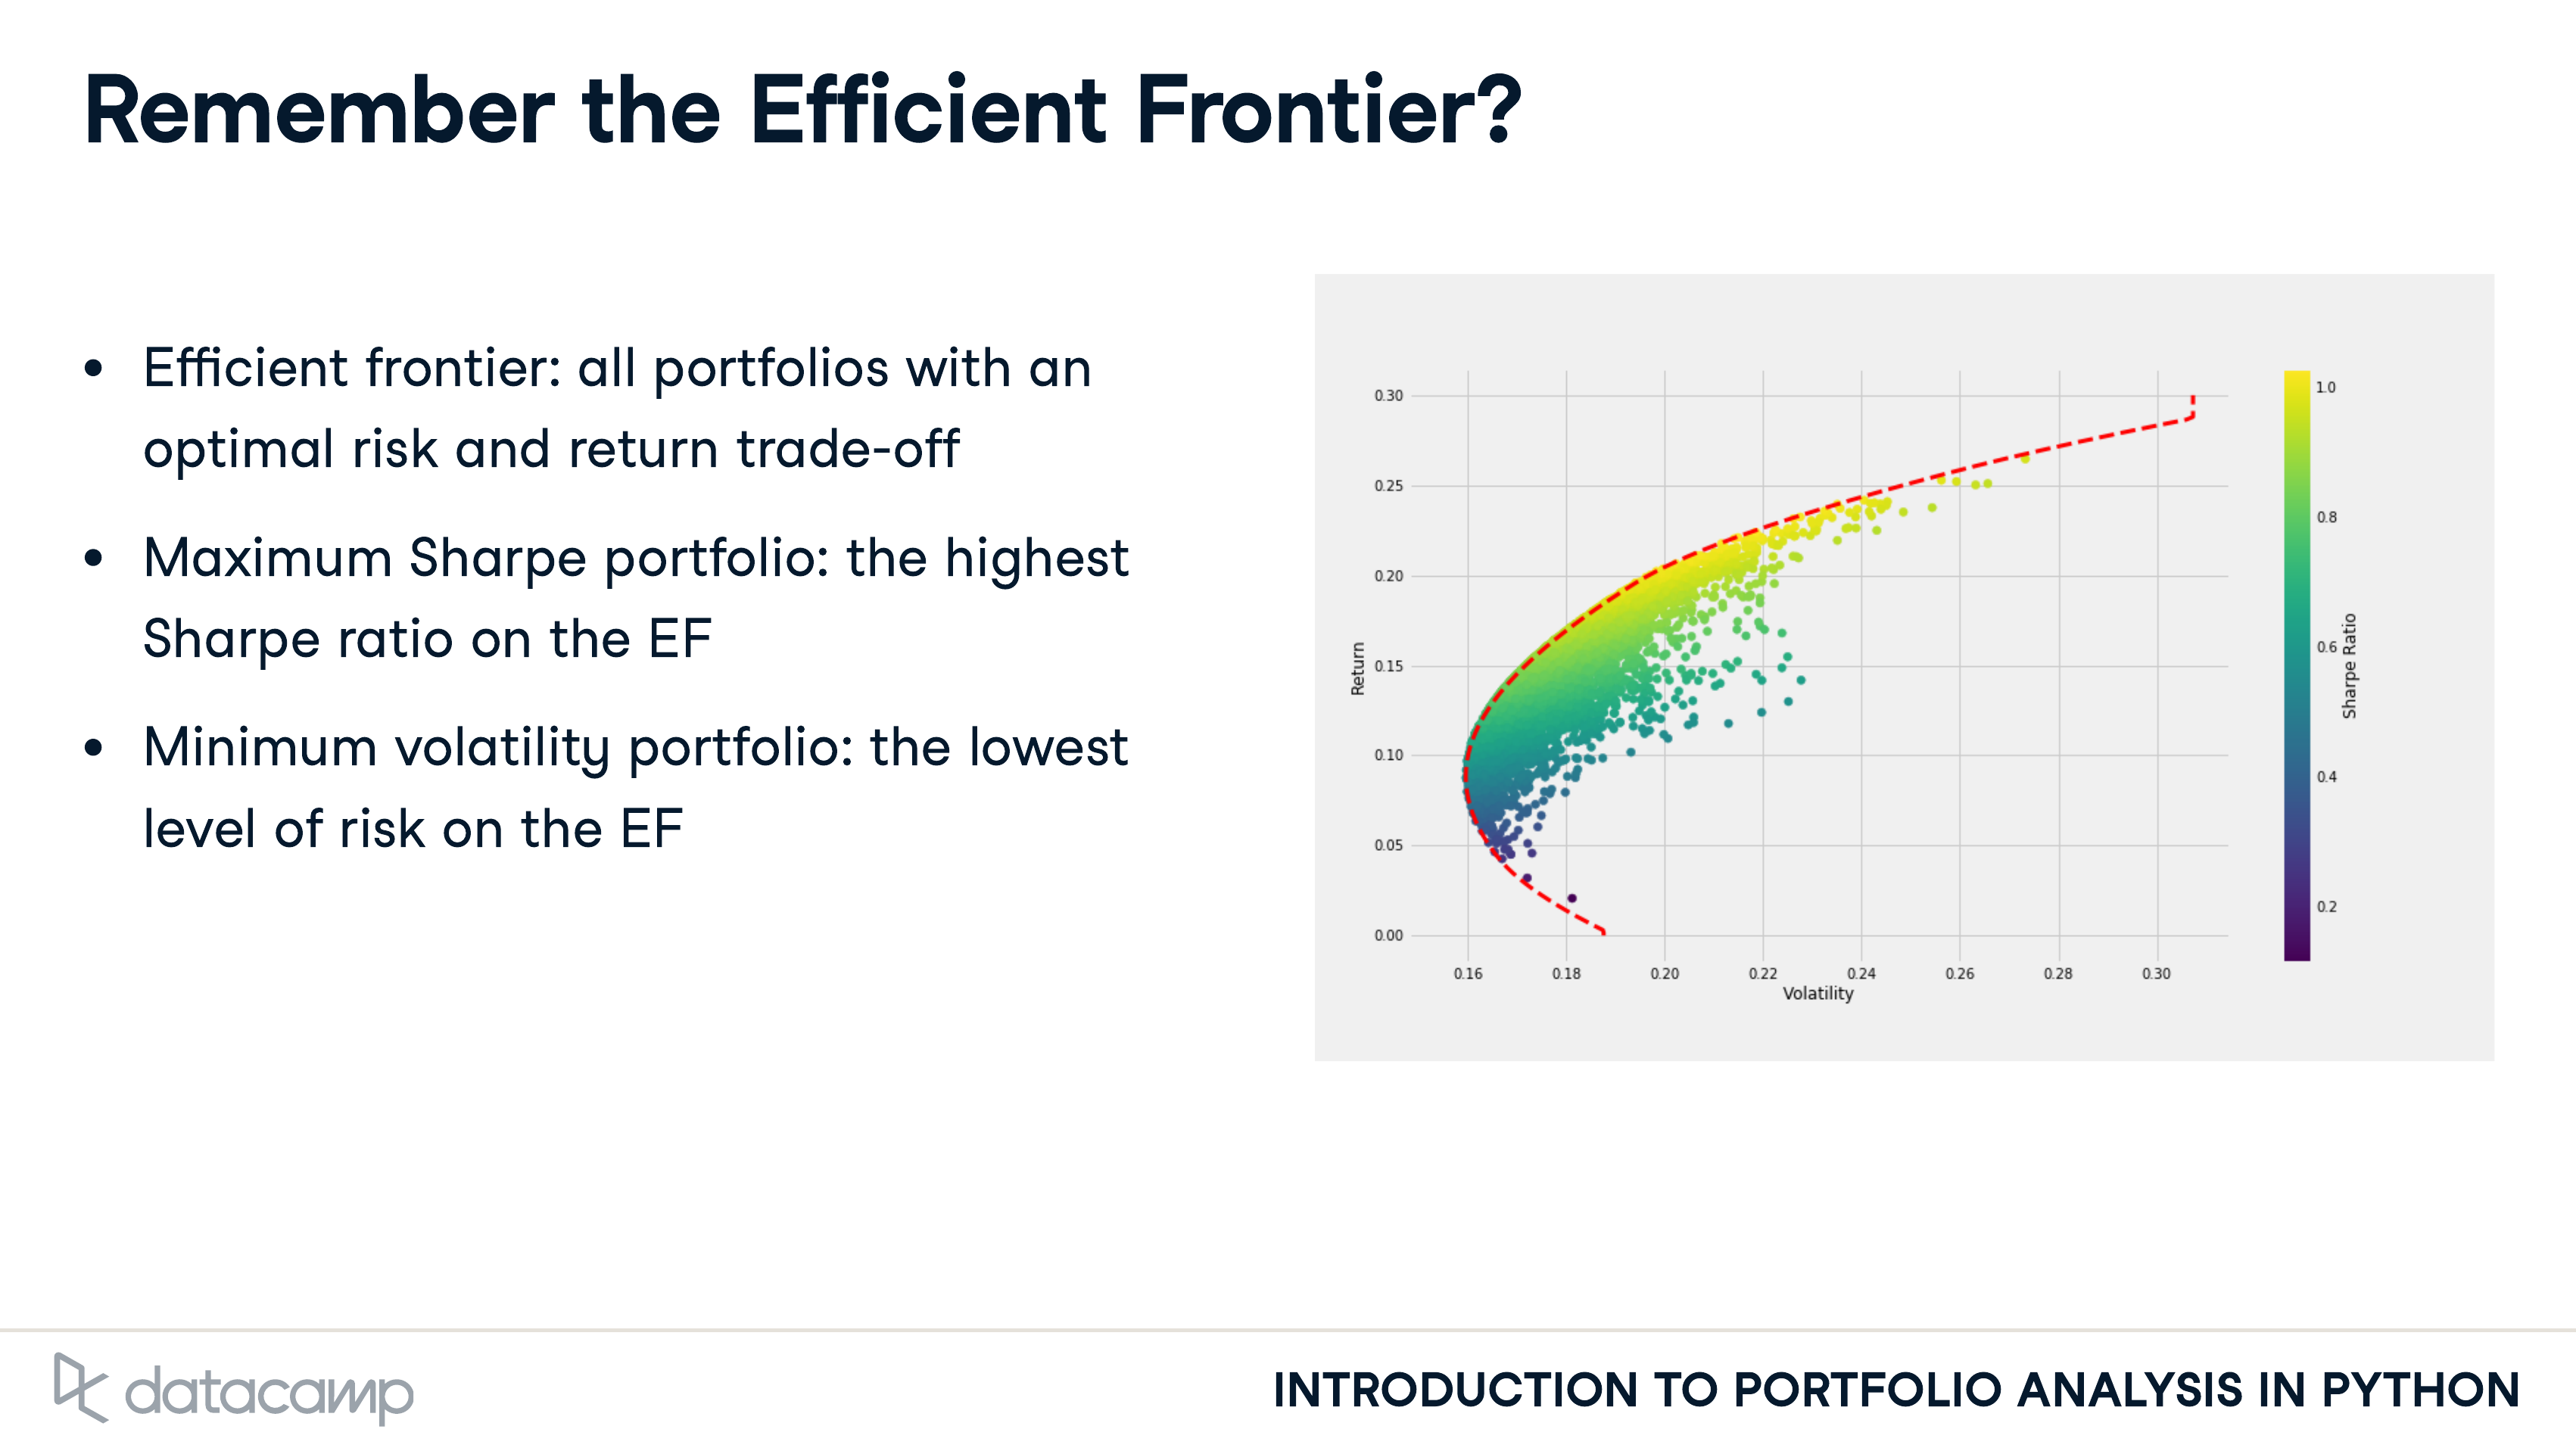 Remember the Efficient Frontier?
• Efficient frontier: all portfolios with an
optimal risk and return trade-off
• Maximum Sharpe portfolio: the highest
Sharpe ratio on the EF
• Minimum volatility portfolio: the lowest
level of risk on the EF
0.30
0.25
0.20
0.15
0.10
0.05
0.00
Return
0.16 0.18 0.20 0.22 0.24 0.26 0.28 0.30
Volatility
1.0
0.8
0.6
0.4
0.2
Sharpe Ratio
datacamp
INTRODUCTION TO PORTFOLIO ANALYSIS IN PYTHON